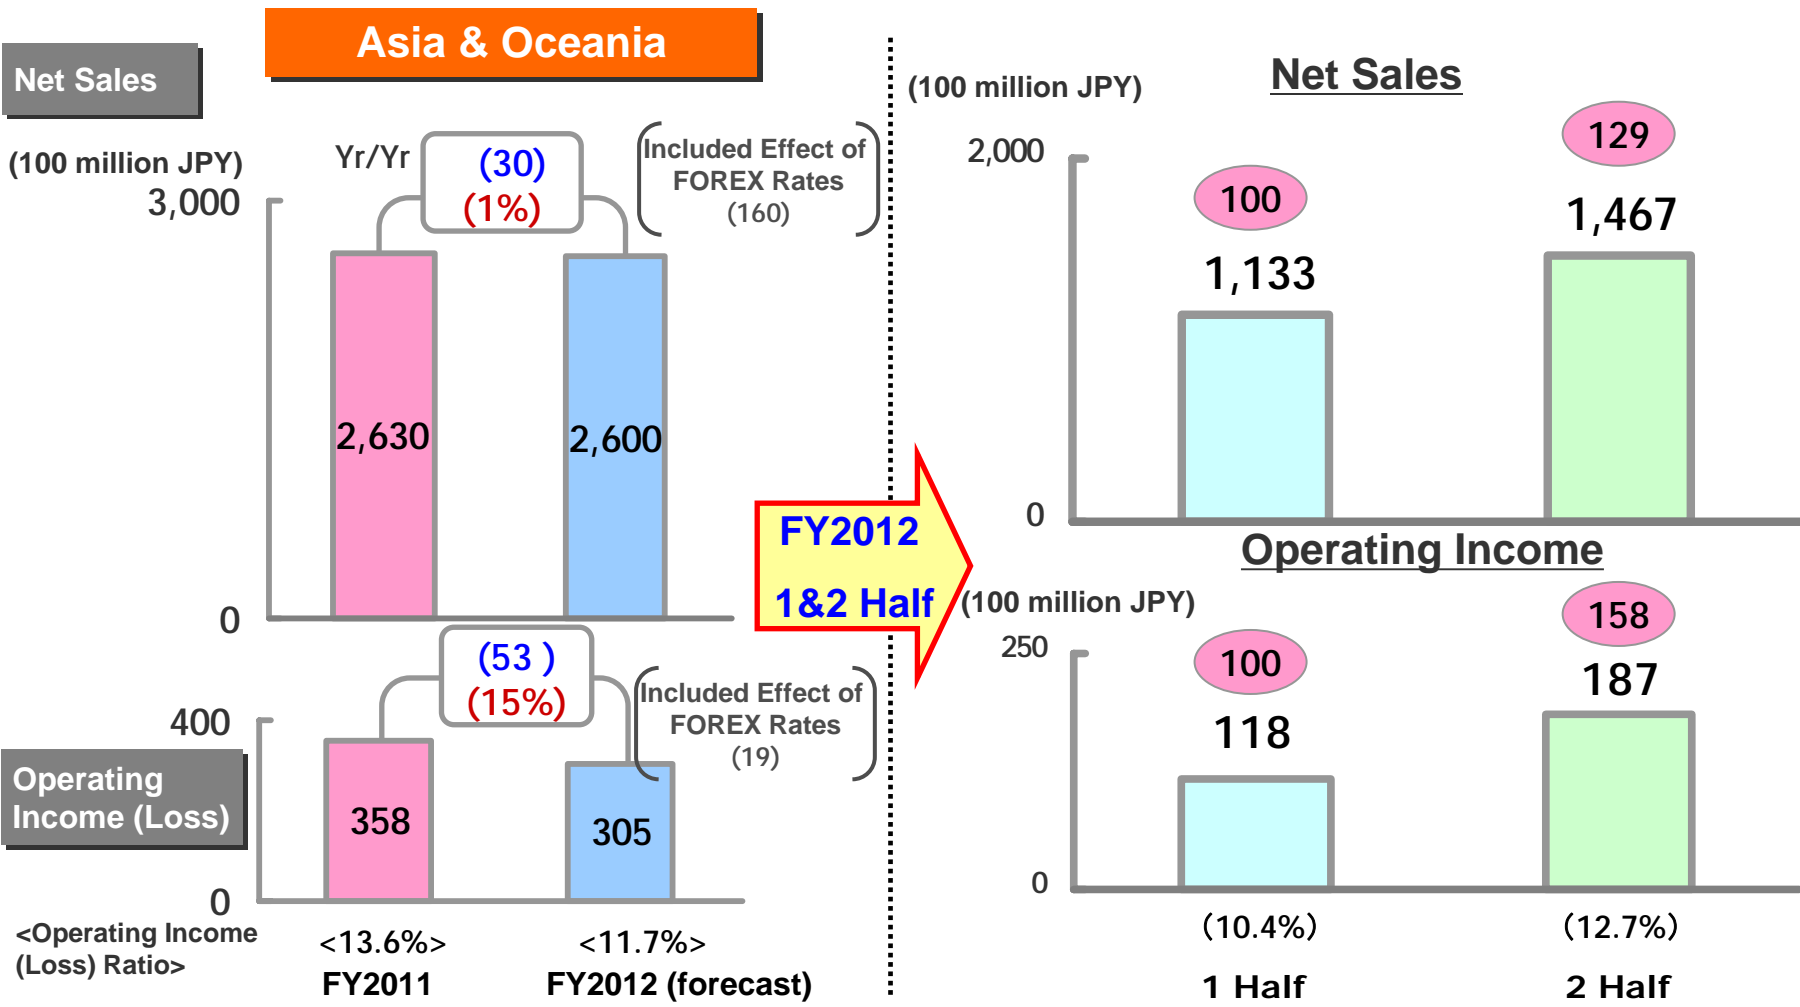 Asia & Oceania
Net Sales
(100 million JPY)
3,000
0
Yr/Yr
(30)
(1%)
Included Effect of
FOREX Rates
(160)
2,630
2,600
(53 )
(15%)
Included Effect of
FOREX Rates
(19)
400
0
Operating
Income (Loss)
358
305
<Operating Income
(Loss) Ratio>
<13.6%>
<11.7%>
FY2011
FY2012 (forecast)
FY2012
1&2 Half
Net Sales
(100 million JPY)
2,000
0
100
1,133
129
1,467
Operating Income
(100 million JPY)
250
0
100
118
158
187
(10.4%)
(12.7%)
1 Half
2 Half